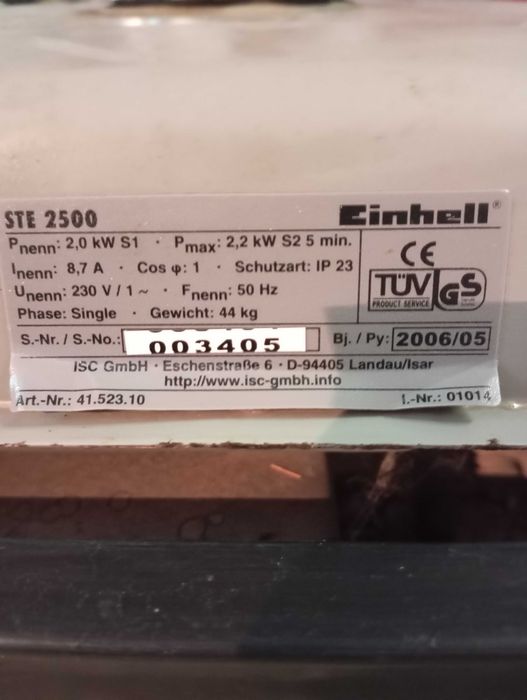 STE 2500 Einhell®
Pnenn: 2,0 kW S1 · Pmax: 2,2 kW S2 5 min.
Inenn: 8,7 A · Cos φ: 1 · Schutzart: IP 23
Unenn: 230 V / 1 ~ · Fnenn: 50 Hz
Phase: Single · Gewicht: 44 kg
CE
TÜV GS
PRODUCT SERVICE
S.-Nr. / S.-No.: 003405 Bj. / Py: 2006/05
ISC GmbH · Eschenstraße 6 · D-94405 Landau/Isar
http://www.isc-gmbh.info
Art.-Nr.: 41.523.10 I.-Nr.: 01014